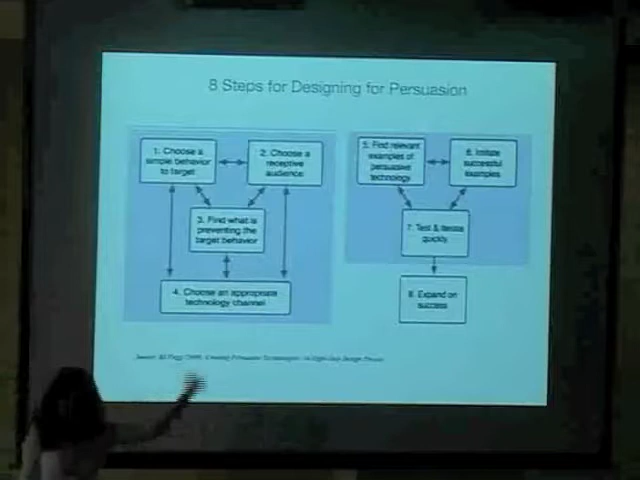 8 Steps for Designing for Persuasion
1. Choose a
simple behavior
to target
2. Choose a
receptive
audience
3. Find what is
preventing the
target behavior
4. Choose an appropriate
technology channel
5. Find relevant
examples of
persuasive
technology
6. Imitate
successful
examples
7. Test & iterate
quickly
8. Expand on
success